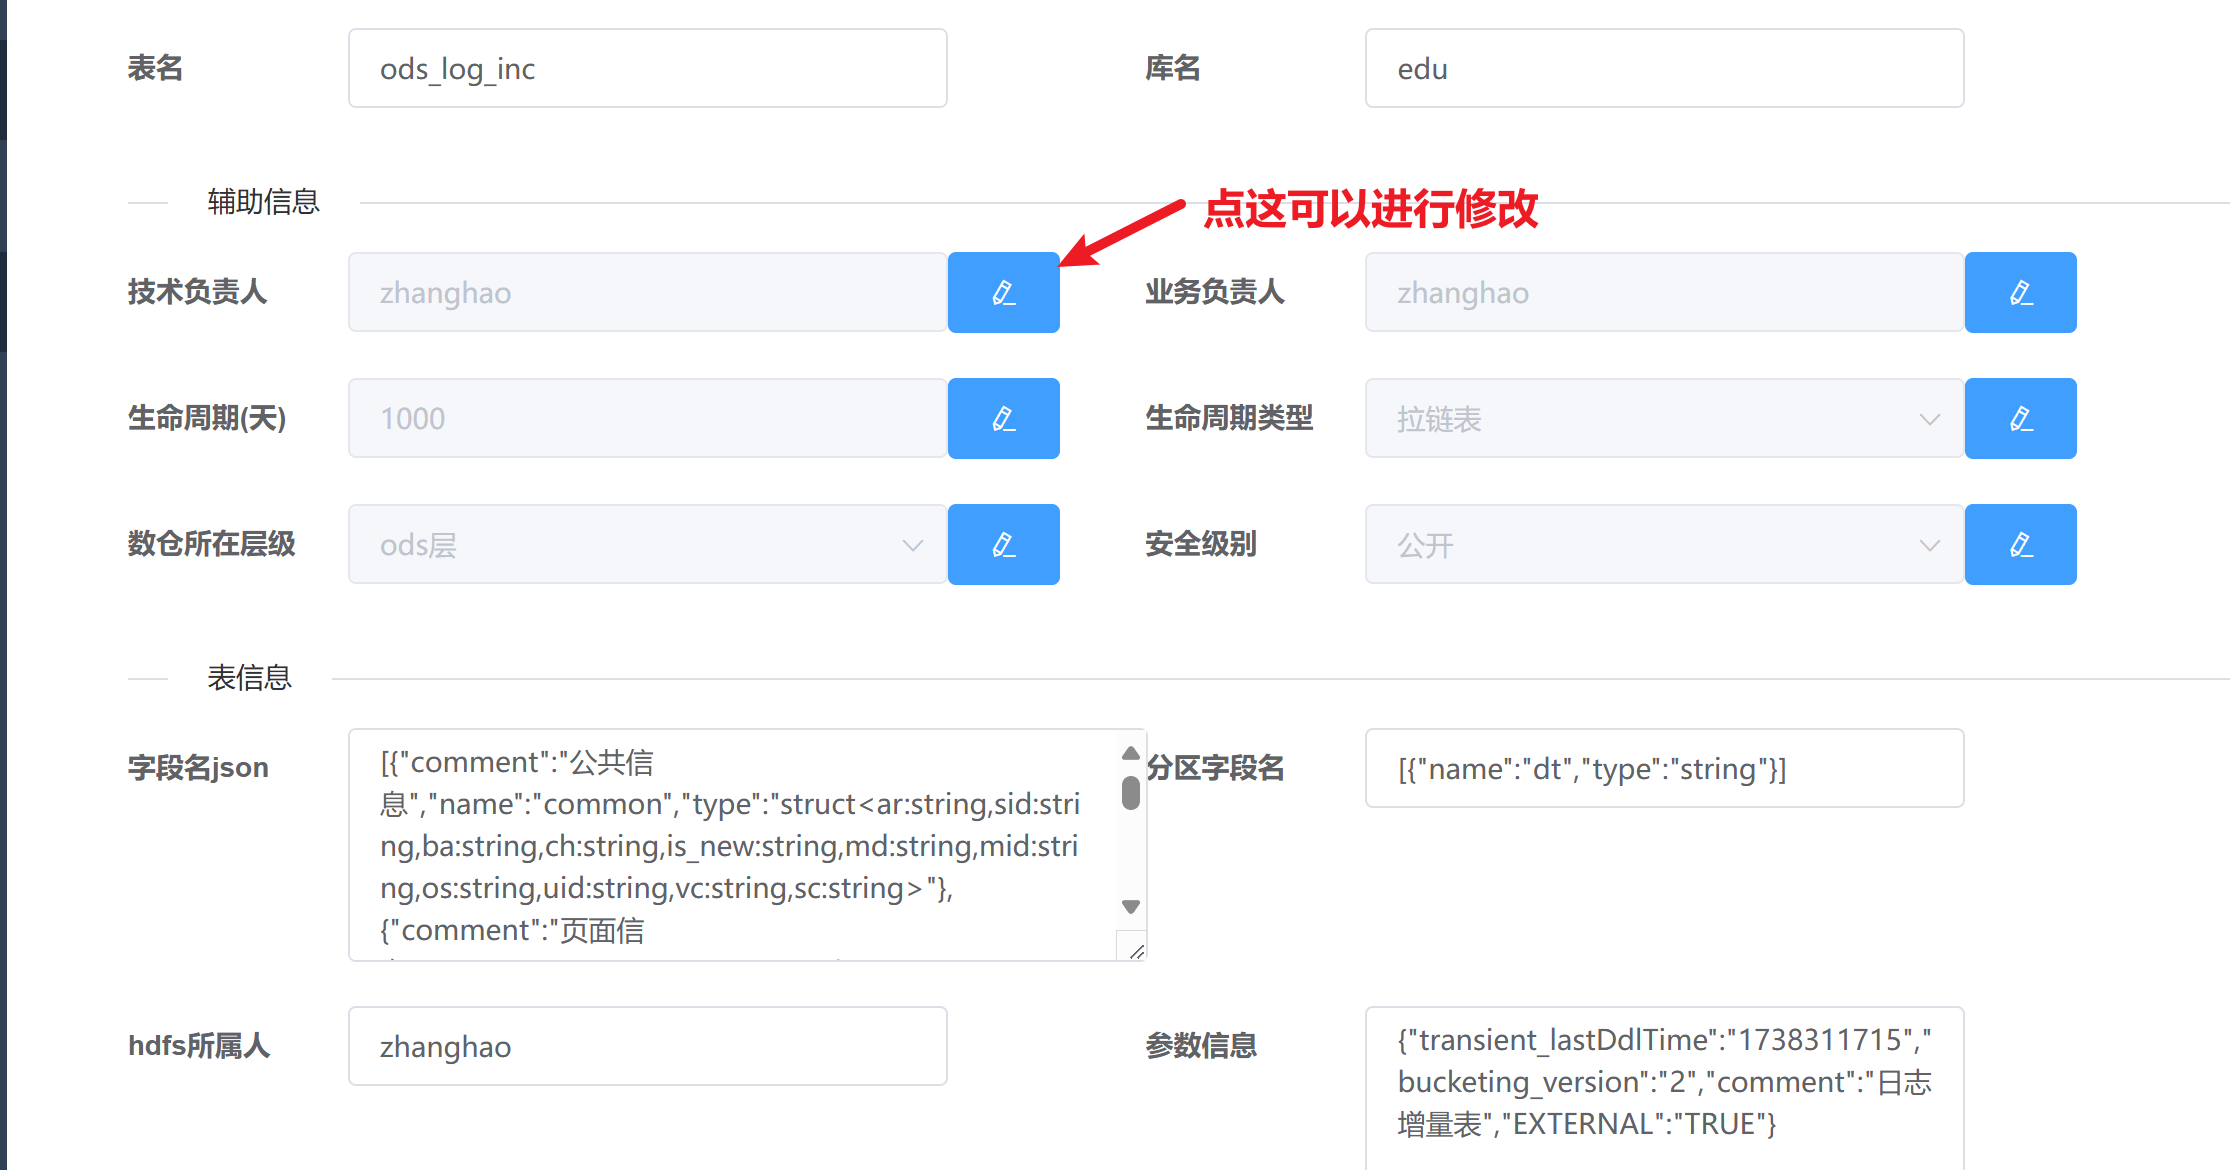 表名
ods_log_inc
库名
edu
辅助信息
点这可以进行修改
技术负责人
zhanghao
业务负责人
zhanghao
生命周期(天)
1000
生命周期类型
拉链表
数仓所在层级
ods层
安全级别
公开
表信息
字段名json
[{"comment":"公共信
息","name":"common","type":"struct<ar:string,sid:stri
ng,ba:string,ch:string,is_new:string,md:string,mid:stri
ng,os:string,uid:string,vc:string,sc:string>"},
{"comment":"页面信
分区字段名
[{"name":"dt","type":"string"}]
hdfs所属人
zhanghao
参数信息
{"transient_lastDdlTime":"1738311715","
bucketing_version":"2","comment":"日志
增量表","EXTERNAL":"TRUE"}